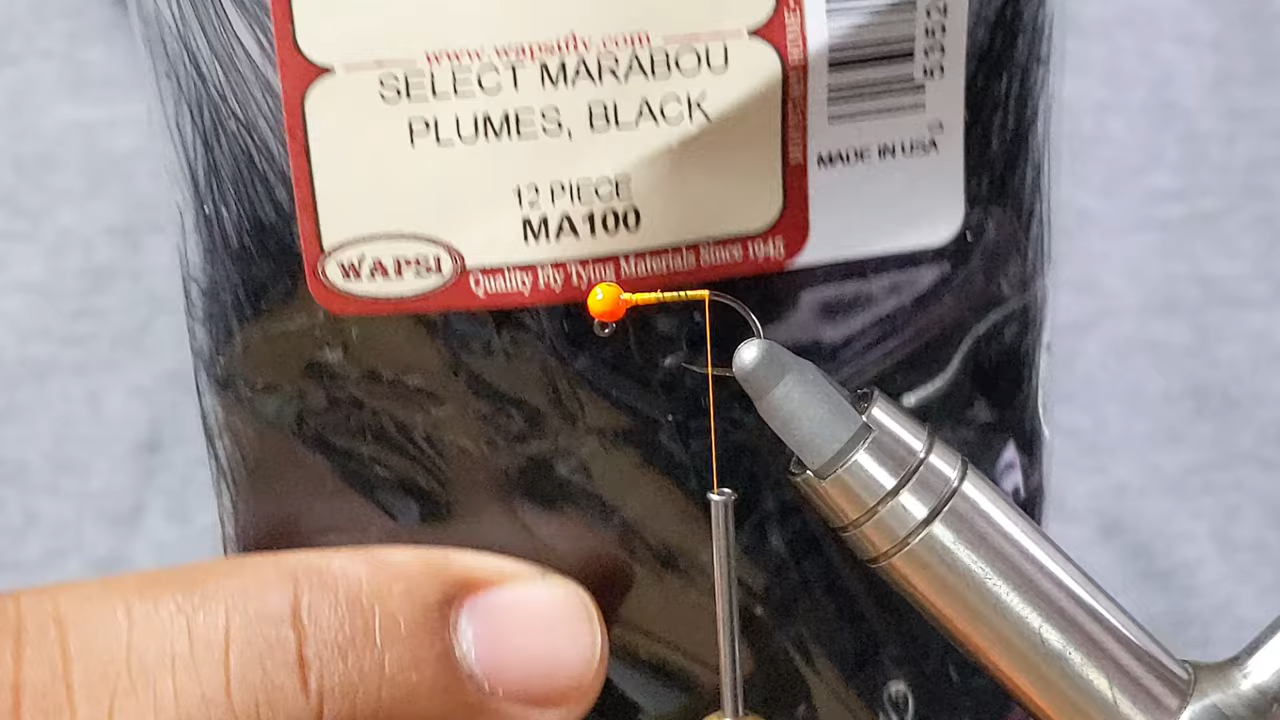 www.wapsifly.com
SELECT MARABOU
PLUMES, BLACK
12 PIECE
MA100
WAPSI
Quality Fly Tying Materials Since 1945
MADE IN USA